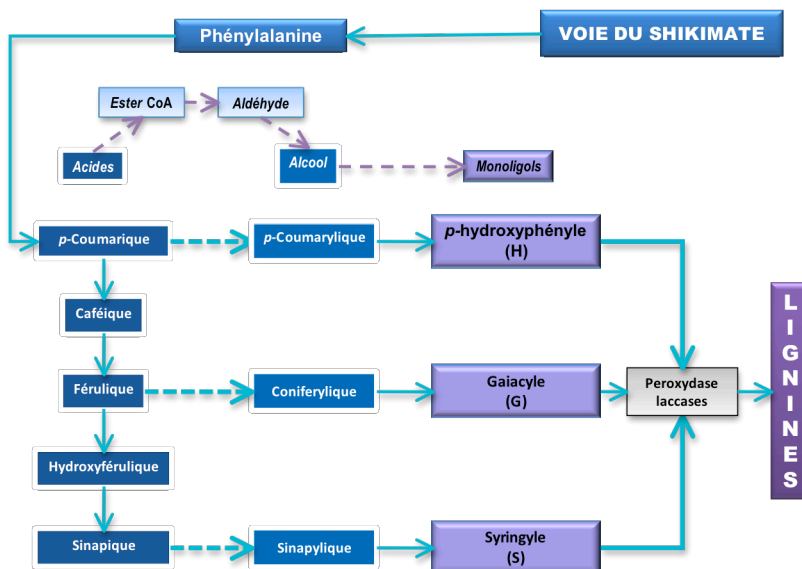 Phénylalanine
VOIE DU SHIKIMATE
Ester CoA
Aldéhyde
Acides
Alcool
Monoligols
p-Coumarique
p-Coumarylique
p-hydroxyphényle
(H)
Caféique
Férulique
Coniferylique
Gaiacyle
(G)
Peroxydase
laccases
LIGNINES
Hydroxyférulique
Sinapique
Sinapylique
Syringyle
(S)